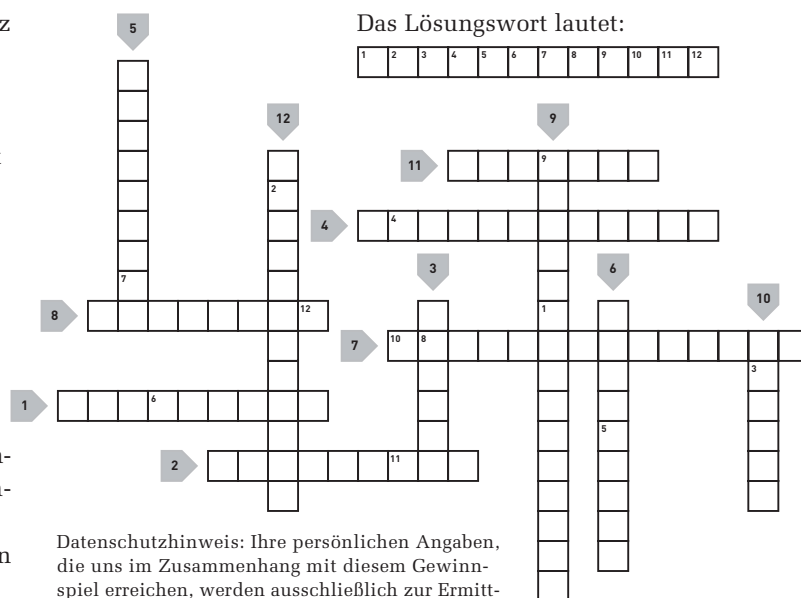 z
5
Das Lösungswort lautet:
1 2 3 4 5 6 7 8 9 10 11 12
12
9
11
9
2
4
4
3
6
7
10
8
12
1
7
10 8
3
1
6
5
n-
2
11
n-
Datenschutzhinweis: Ihre persönlichen Angaben,
n
die uns im Zusammenhang mit diesem Gewinn-
spiel erreichen, werden ausschließlich zur Ermitt-